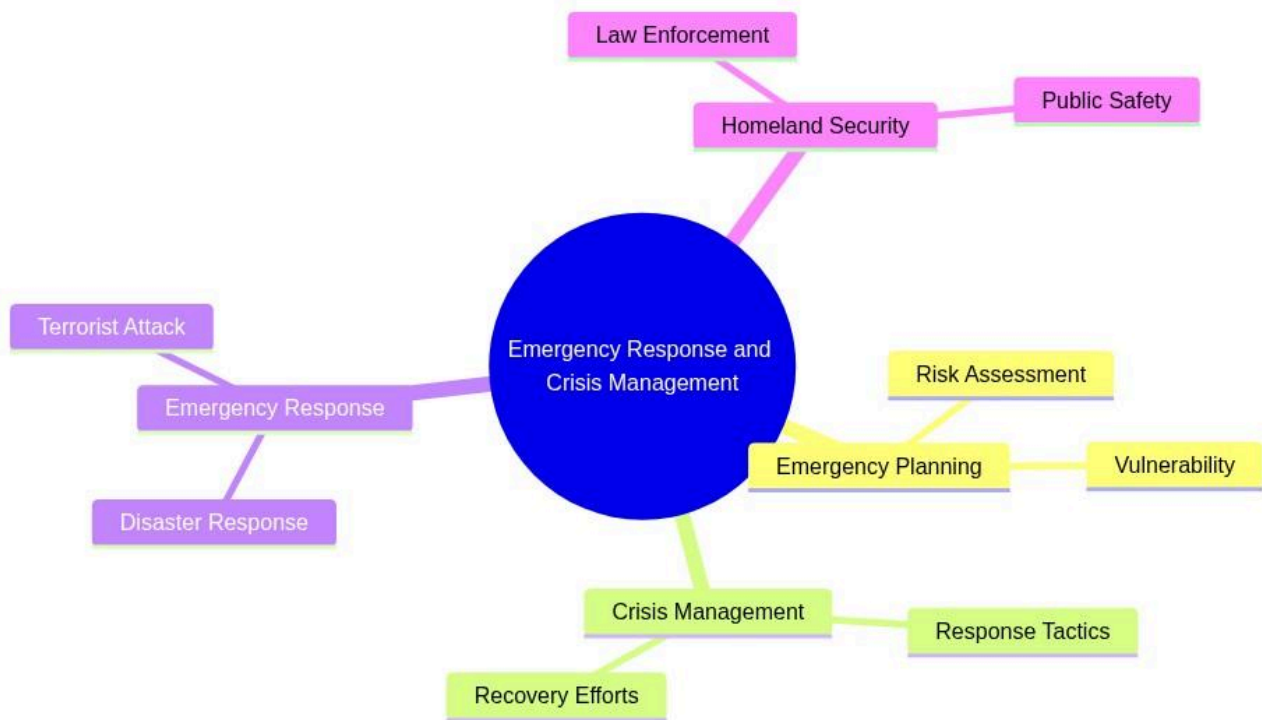 Law Enforcement
Public Safety
Homeland Security
Terrorist Attack
Emergency Response
Disaster Response
Emergency Response and
Crisis Management
Risk Assessment
Emergency Planning
Vulnerability
Crisis Management
Response Tactics
Recovery Efforts